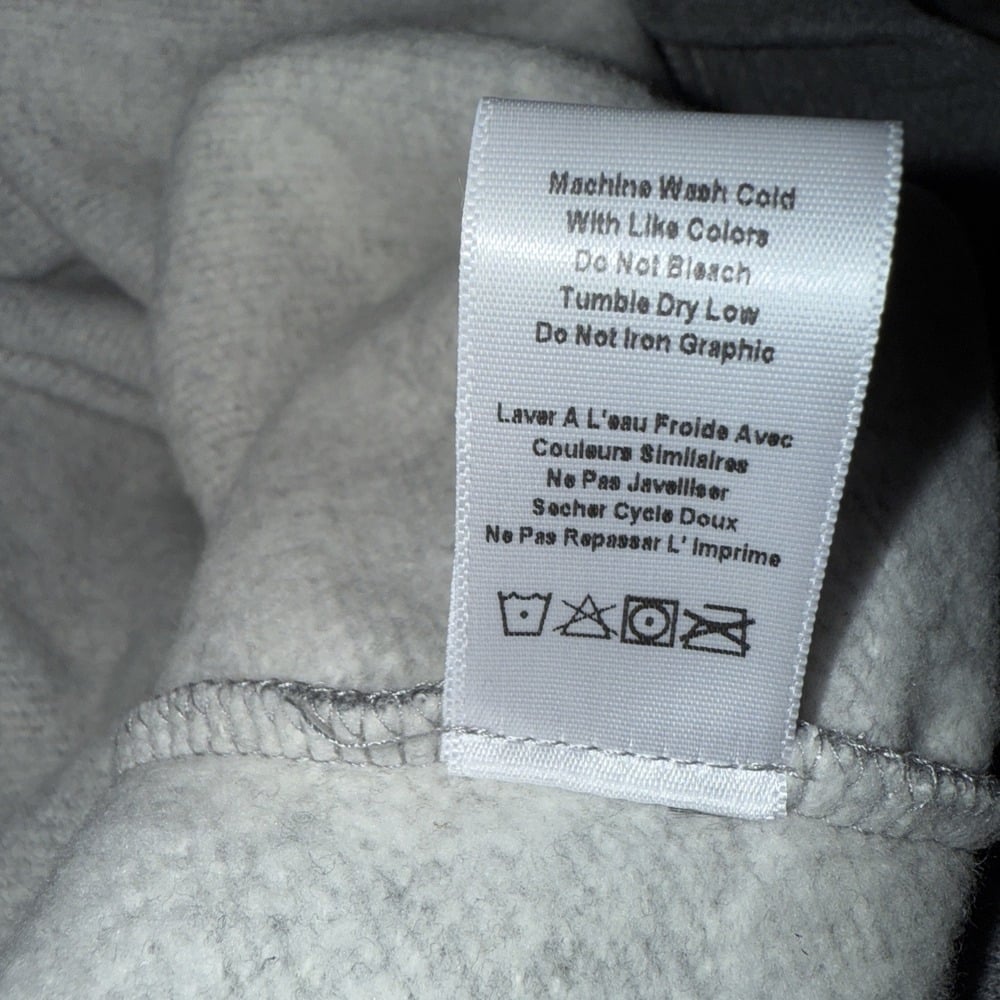 Machine Wash Cold
With Like Colors
Do Not Bleach
Tumble Dry Low
Do Not Iron Graphic
Laver A L'eau Froide Avec
Couleurs Similaires
Ne Pas Javelliser
Secher Cycle Doux
Ne Pas Repasser L' Imprime